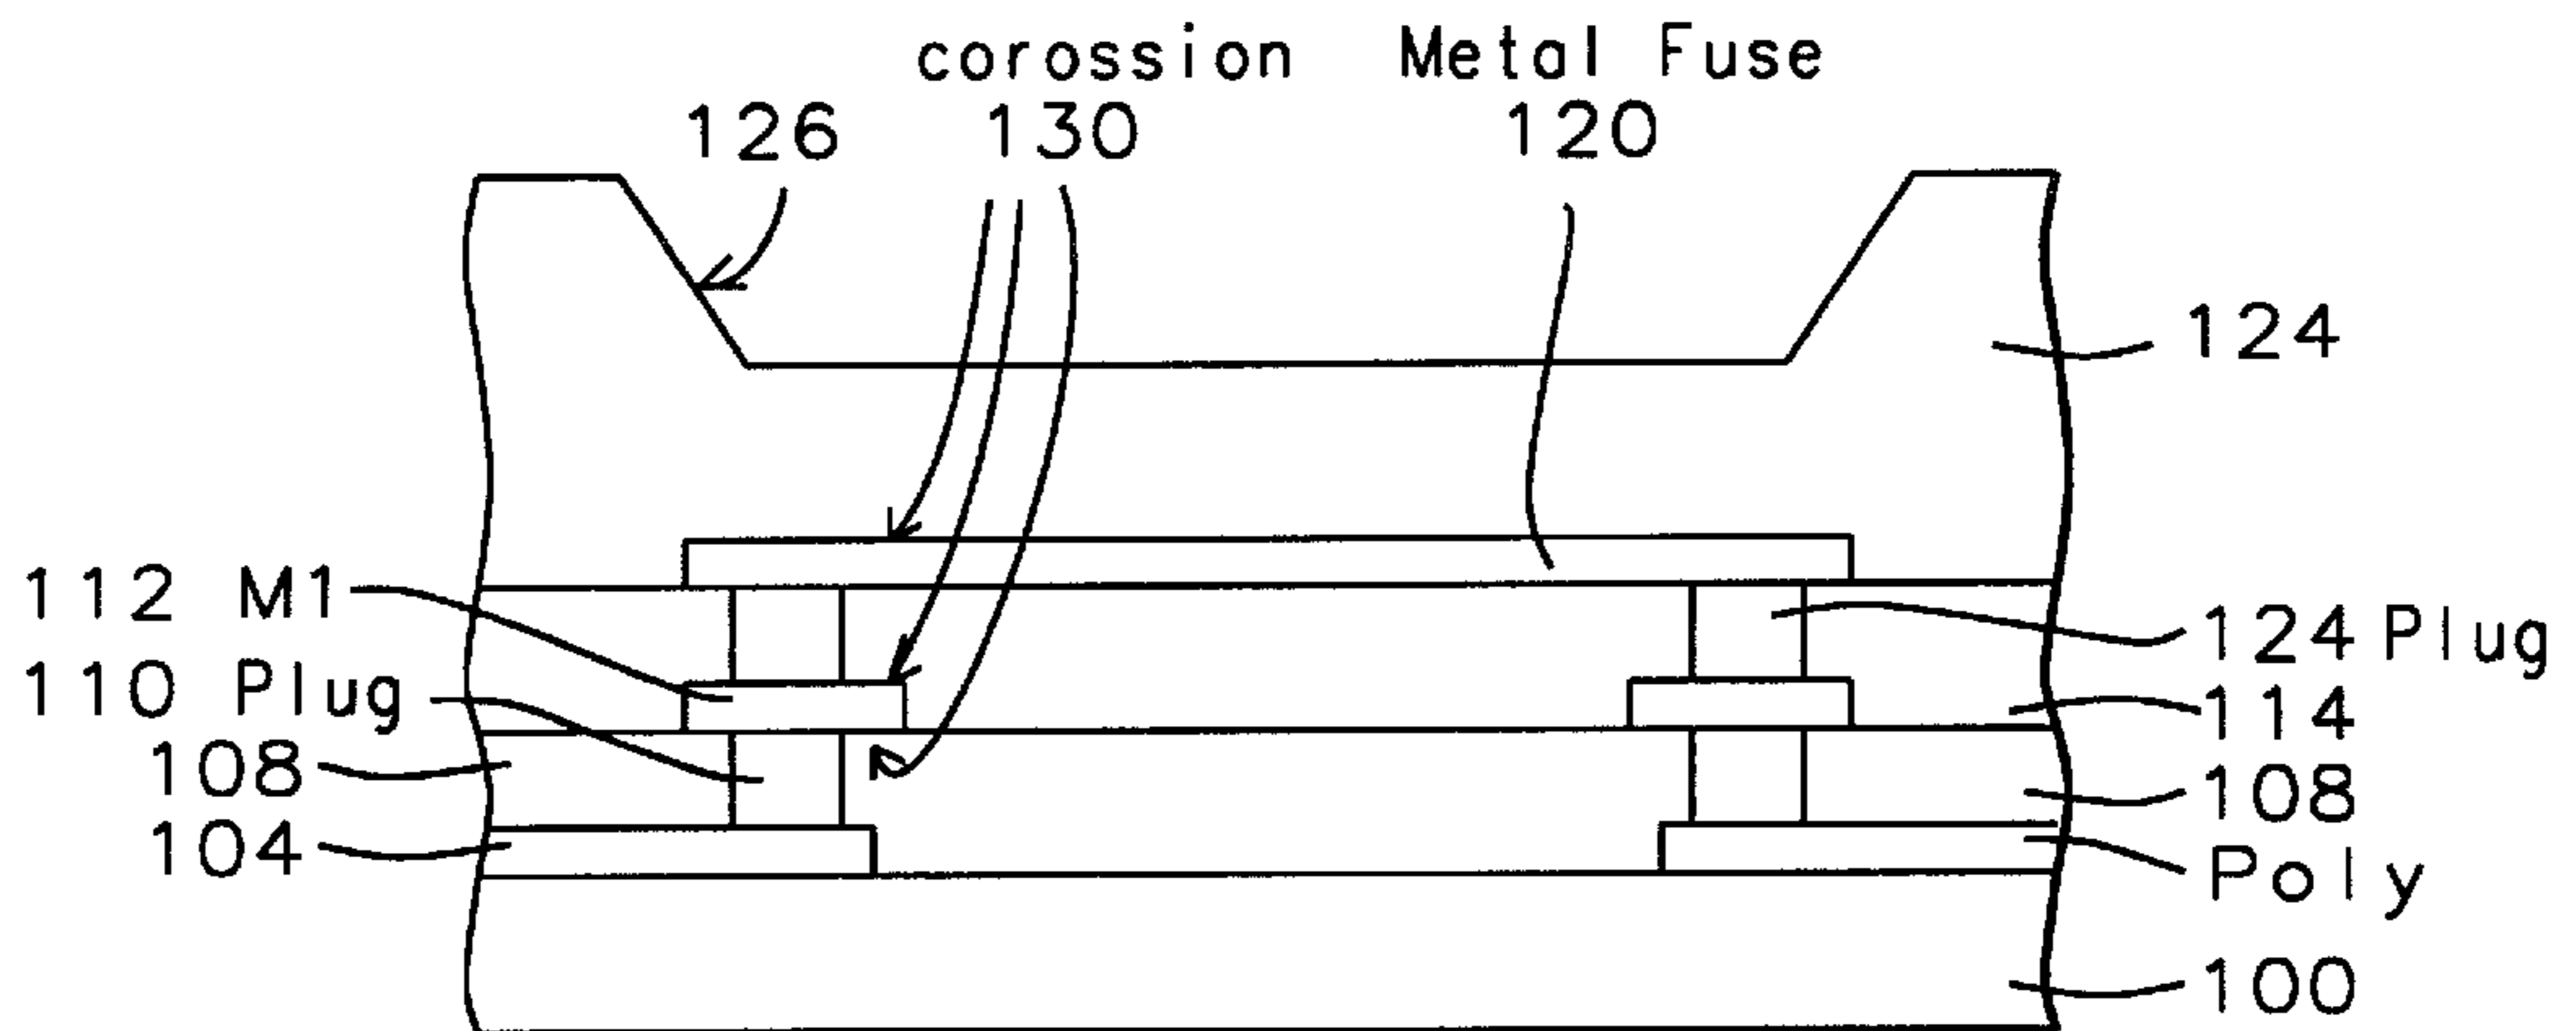 corossion Metal Fuse
126 130 120
124
112 M1
124 Plug
110 Plug
114
108
108
104
Poly
100